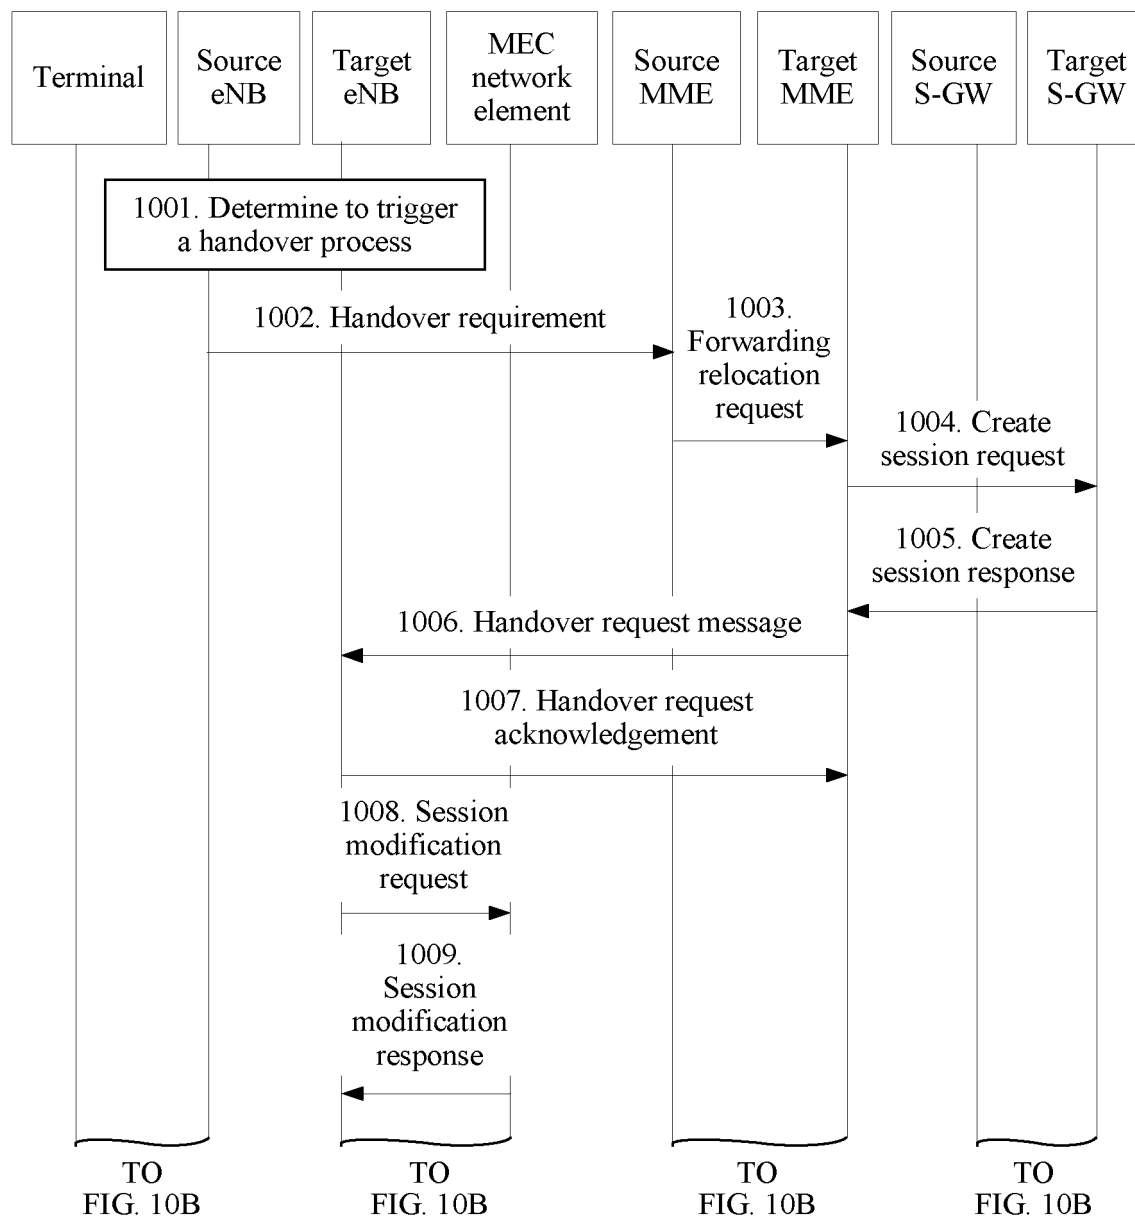 Terminal
Source
eNB
Target
eNB
MEC
network
element
Source
MME
Target
MME
Source
S-GW
Target
S-GW
1001. Determine to trigger
a handover process
1002. Handover requirement
1003.
Forwarding
relocation
request
1004. Create
session request
1005. Create
session response
1006. Handover request message
1007. Handover request
acknowledgement
1008. Session
modification
request
1009.
Session
modification
response
TO
FIG. 10B
TO
FIG. 10B
TO
FIG. 10B
TO
FIG. 10B